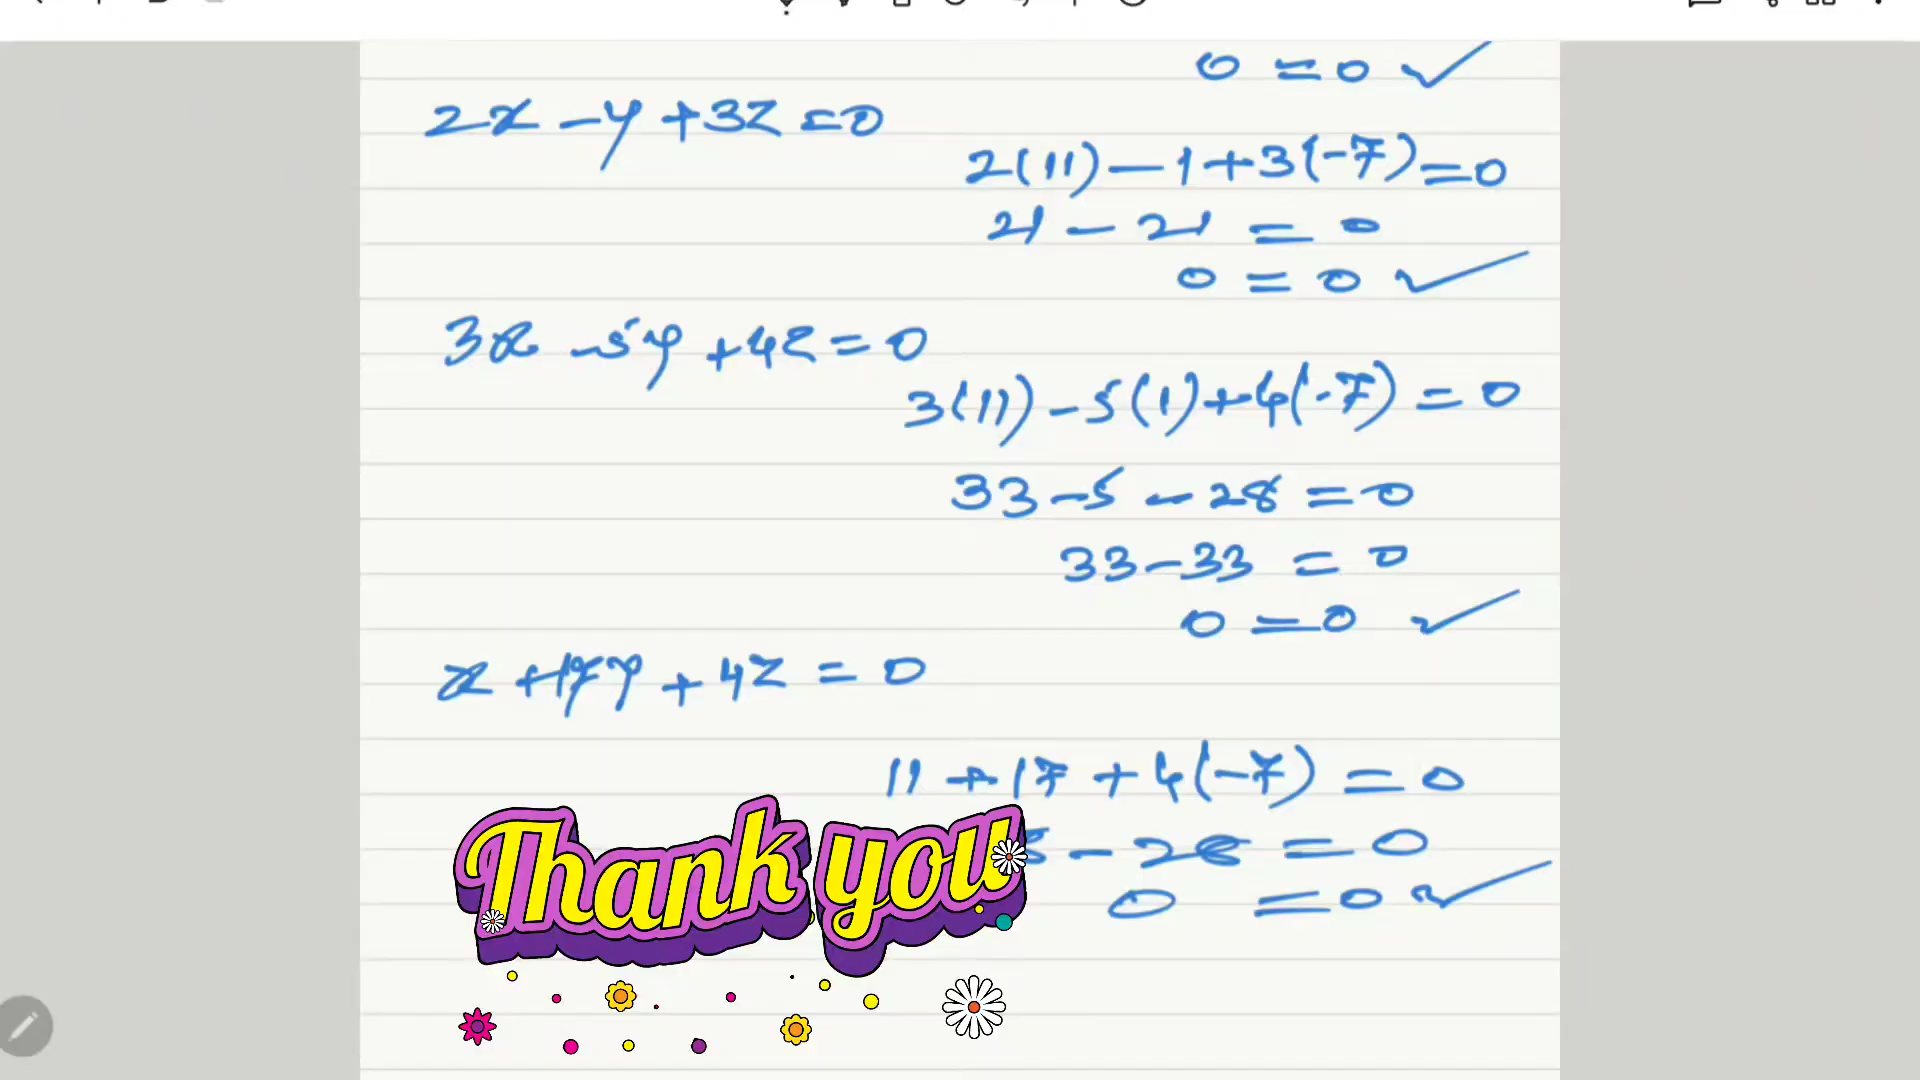 0 = 0 ✓
2x - y + 3z = 0
2(11) - 1 + 3(-7) = 0
21 - 21 = 0
0 = 0 ✓
3x - 5y + 4z = 0
3(11) - 5(1) + 4(-7) = 0
33 - 5 - 28 = 0
33 - 33 = 0
0 = 0 ✓
x + 17y + 4z = 0
11 + 17 + 4(-7) = 0
8 - 28 = 0
0 = 0 ✓
Thank you